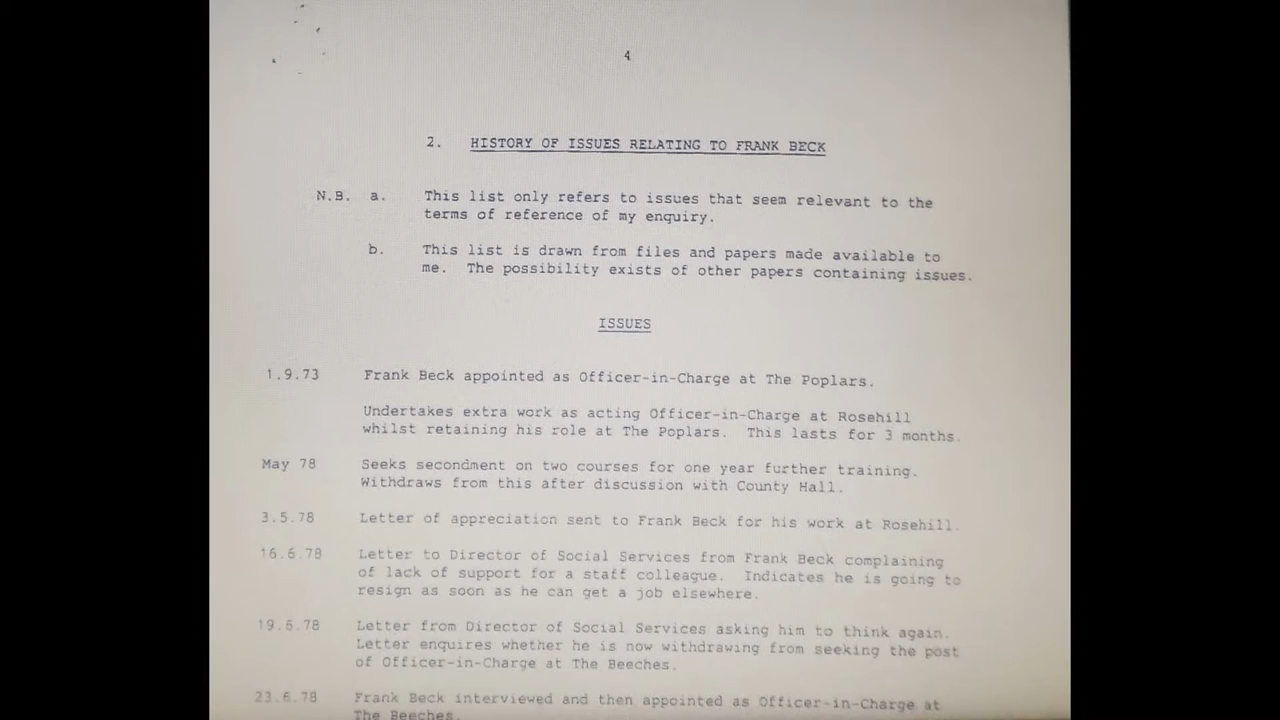 4
2. HISTORY OF ISSUES RELATING TO FRANK BECK
N.B. a. This list only refers to issues that seem relevant to the
terms of reference of my enquiry.
b. This list is drawn from files and papers made available to
me. The possibility exists of other papers containing issues.
ISSUES
1.9.73 Frank Beck appointed as Officer-in-Charge at The Poplars.
Undertakes extra work as acting Officer-in-Charge at Rosehill
whilst retaining his role at The Poplars. This lasts for 3 months.
May 78 Seeks secondment on two courses for one year further training.
Withdraws from this after discussion with County Hall.
3.5.78 Letter of appreciation sent to Frank Beck for his work at Rosehill.
16.6.78 Letter to Director of Social Services from Frank Beck complaining
of lack of support for a staff colleague. Indicates he is going to
resign as soon as he can get a job elsewhere.
19.6.78 Letter from Director of Social Services asking him to think again.
Letter enquires whether he is now withdrawing from seeking the post
of Officer-in-Charge at The Beeches.
23.6.78 Frank Beck interviewed and then appointed as Officer-in-Charge at
The Beeches.